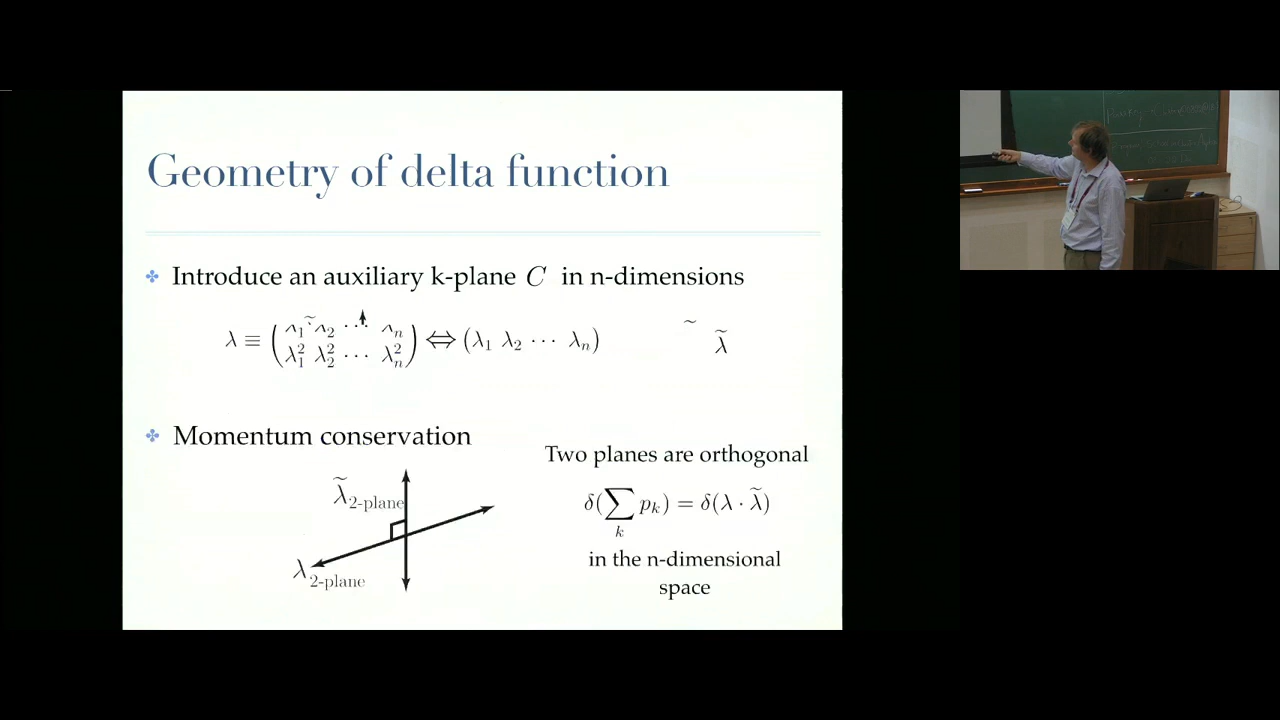 Geometry of delta function
Introduce an auxiliary k-plane C in n-dimensions
λ ≡ ( λ₁ λ₂ ⋯ λₙ ; λ₁² λ₂² ⋯ λₙ² ) ⇔ (λ₁ λ₂ ⋯ λₙ) λ̃
Momentum conservation
Two planes are orthogonal
λ̃ 2-plane
δ(∑ₖ pₖ) = δ(λ · λ̃)
λ 2-plane
in the n-dimensional
space